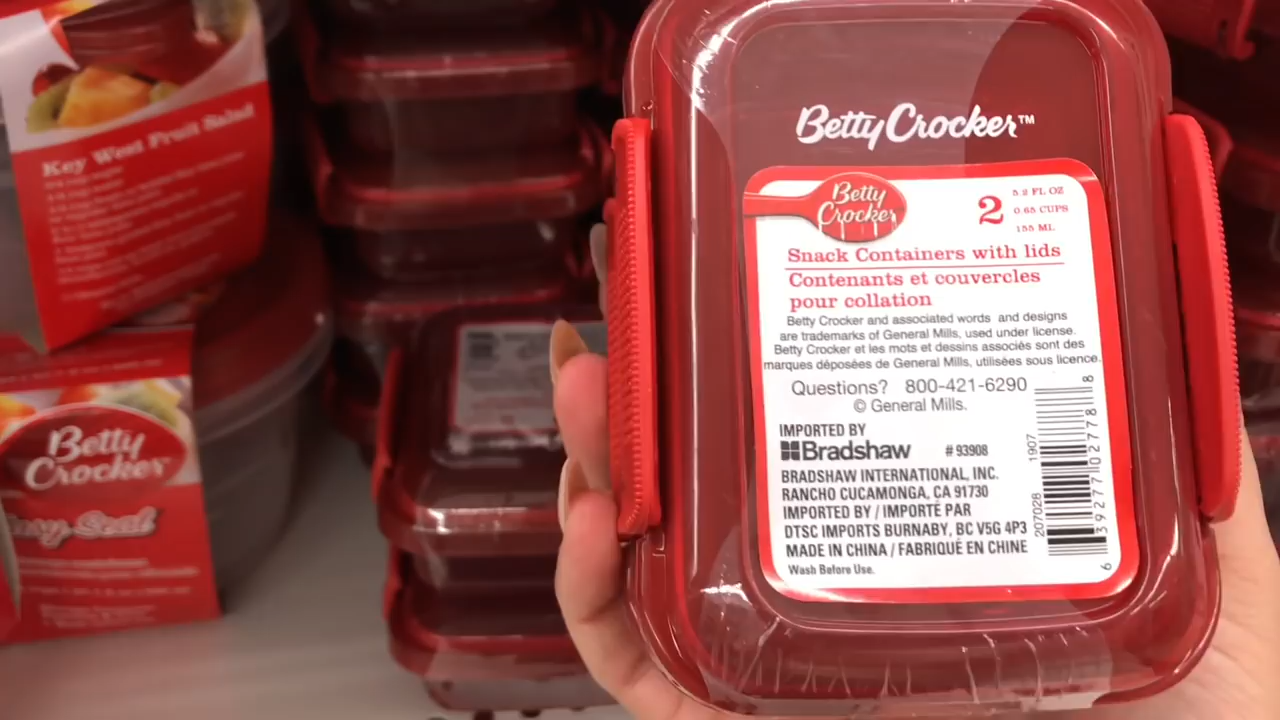 Key West Fruit Salad
Betty
Crocker
Easy Seal
Betty Crocker™
Betty
Crocker
2
5.2 FL OZ
0.65 CUPS
155 ML
Snack Containers with lids
Contenants et couvercles
pour collation
Betty Crocker and associated words and designs
are trademarks of General Mills, used under license.
Betty Crocker et les mots et dessins associés sont des
marques déposées de General Mills, utilisées sous licence.
Questions? 800-421-6290
© General Mills.
IMPORTED BY
Bradshaw # 93908
BRADSHAW INTERNATIONAL, INC.
RANCHO CUCAMONGA, CA 91730
IMPORTED BY / IMPORTÉ PAR
DTSC IMPORTS BURNABY, BC V5G 4P3
MADE IN CHINA / FABRIQUÉ EN CHINE
Wash Before Use.
207028 1907
6 39277 02778 8